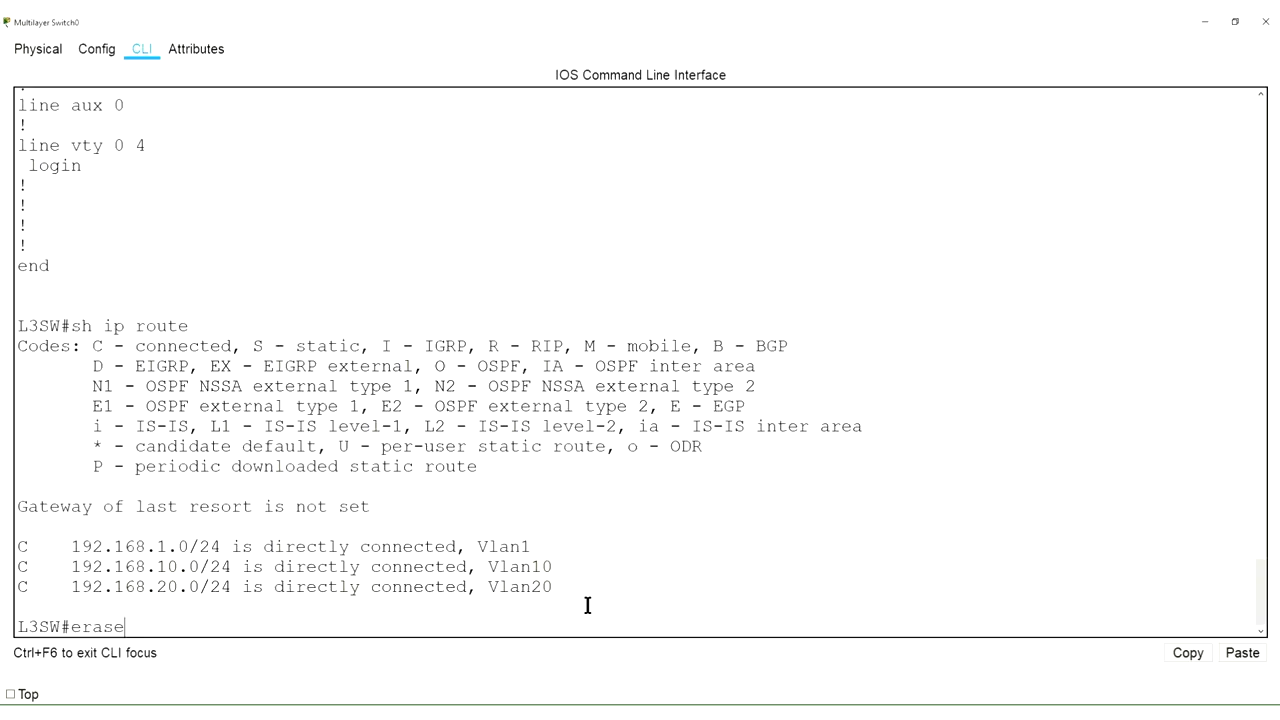 Multilayer Switch0
Physical Config CLI Attributes
IOS Command Line Interface
!
line aux 0
!
line vty 0 4
 login
!
!
!
!
end
L3SW#sh ip route
Codes: C - connected, S - static, I - IGRP, R - RIP, M - mobile, B - BGP
       D - EIGRP, EX - EIGRP external, O - OSPF, IA - OSPF inter area
       N1 - OSPF NSSA external type 1, N2 - OSPF NSSA external type 2
       E1 - OSPF external type 1, E2 - OSPF external type 2, E - EGP
       i - IS-IS, L1 - IS-IS level-1, L2 - IS-IS level-2, ia - IS-IS inter area
       * - candidate default, U - per-user static route, o - ODR
       P - periodic downloaded static route
Gateway of last resort is not set
C    192.168.1.0/24 is directly connected, Vlan1
C    192.168.10.0/24 is directly connected, Vlan10
C    192.168.20.0/24 is directly connected, Vlan20
L3SW#erase
Ctrl+F6 to exit CLI focus
Copy Paste
Top